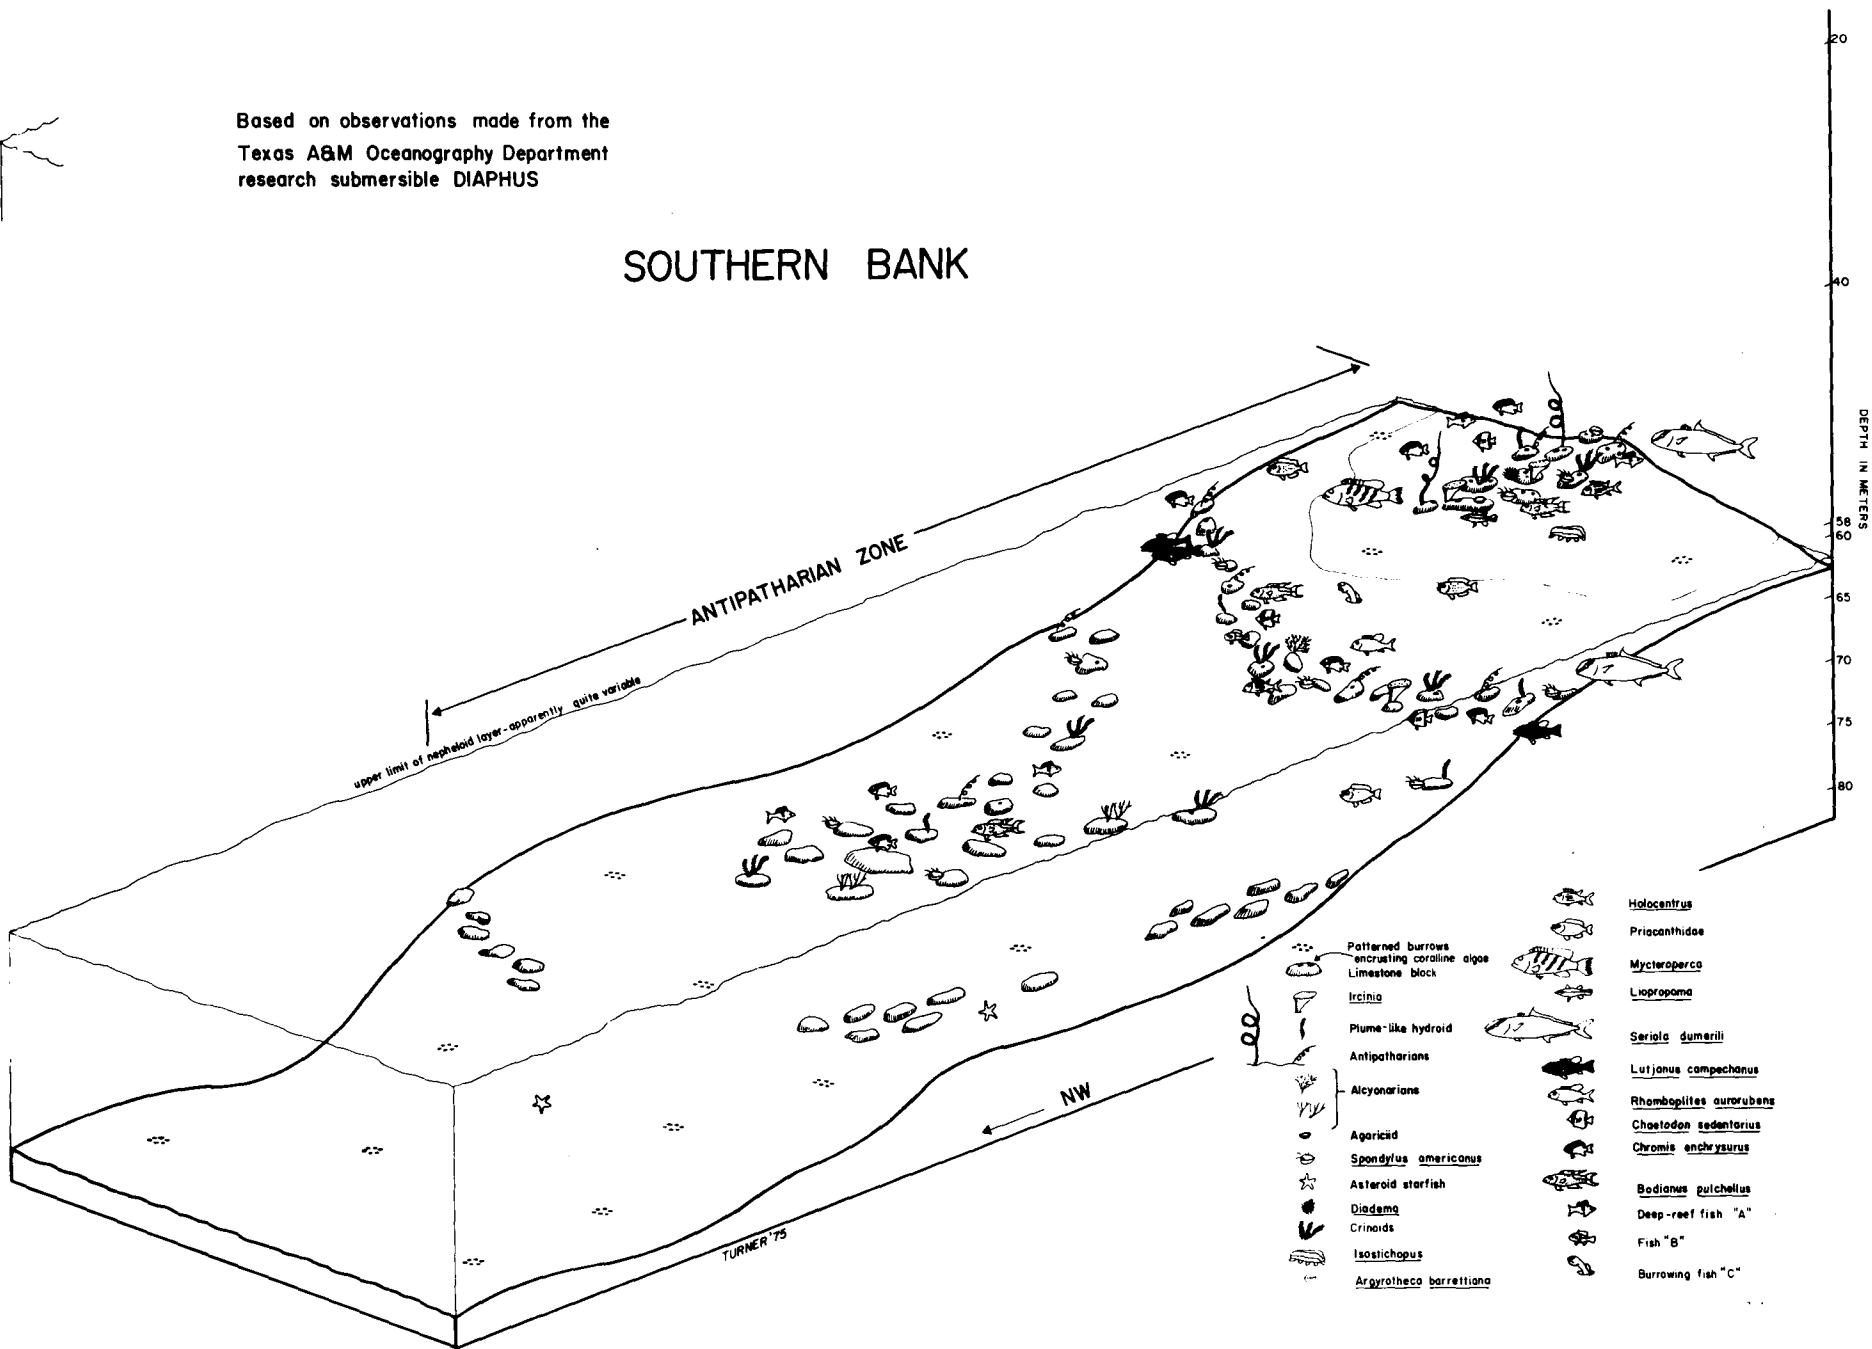 Based on observations made from the
Texas A&M Oceanography Department
research submersible DIAPHUS
SOUTHERN BANK
20
40
58
60
65
70
75
80
DEPTH IN METERS
ANTIPATHARIAN ZONE
upper limit of nepheloid layer-apparently quite variable
NW
TURNER '75
Patterned burrows
encrusting coralline algae
Limestone block
Ircinia
Plume-like hydroid
Antipatharians
Alcyonarians
Agariciid
Spondylus americanus
Asteroid starfish
Diadema
Crinoids
Isostichopus
Argyrotheca barrettiana
Holocentrus
Priacanthidae
Mycteroperca
Liopropoma
Seriola dumerili
Lutjanus campechanus
Rhomboplites aurorubens
Chaetodon sedentarius
Chromis enchrysurus
Bodianus pulchellus
Deep-reef fish "A"
Fish "B"
Burrowing fish "C"